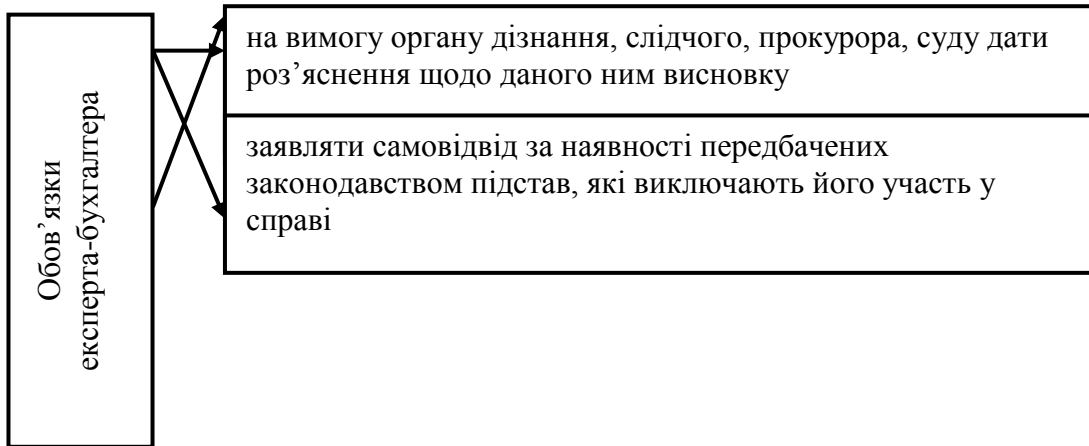 Обов’язки
експерта-бухгалтера
на вимогу органу дізнання, слідчого, прокурора, суду дати
роз’яснення щодо даного ним висновку
заявляти самовідвід за наявності передбачених
законодавством підстав, які виключають його участь у
справі